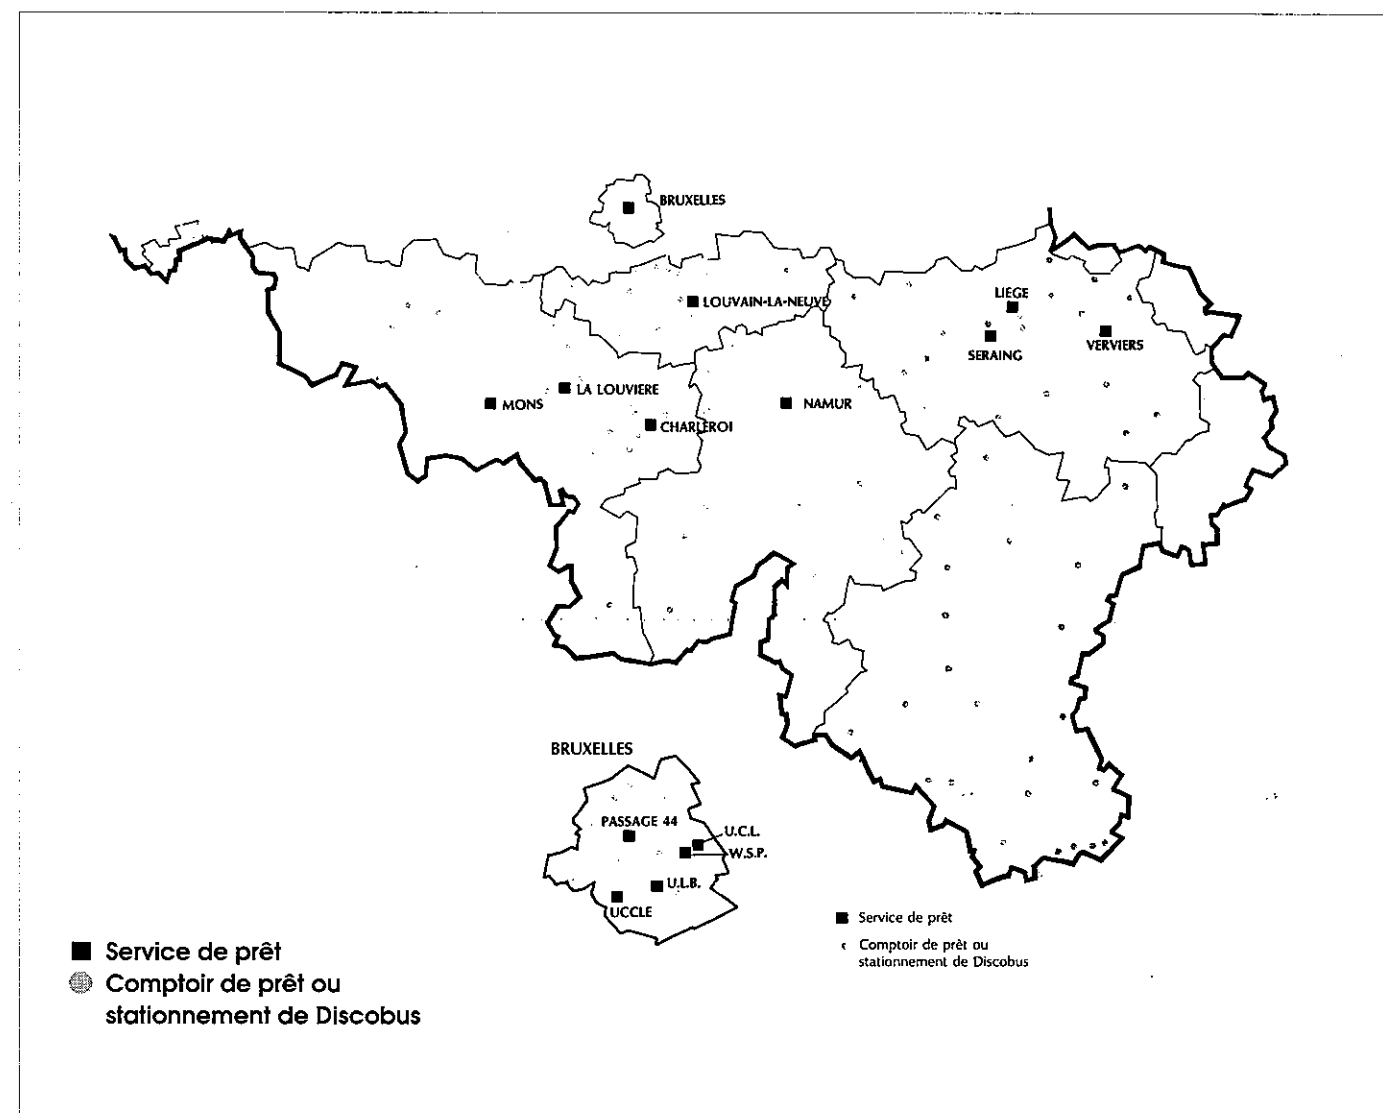 BRUXELLES
LOUVAIN-LA-NEUVE
LIEGE
SERAING
VERVIERS
LA LOUVIERE
MONS
NAMUR
CHARLEROI
BRUXELLES
PASSAGE 44
U.C.L.
W.S.P.
U.L.B.
UCCLE
Service de prêt
Comptoir de prêt ou
stationnement de Discobus
Service de prêt
Comptoir de prêt ou
stationnement de Discobus